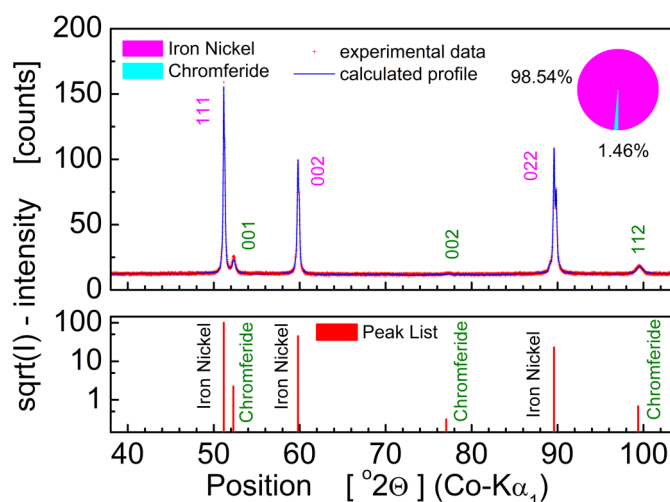 200
150
100
50
0
sqrt(I) - intensity [counts]
Iron Nickel
Chromferide
experimental data
calculated profile
98.54%
1.46%
111
001
002
002
022
112
100
10
1
Peak List
Iron Nickel
Chromferide
Iron Nickel
Chromferide
Iron Nickel
Chromferide
40 50 60 70 80 90 100
Position [ °2Θ ] (Co-Kα1)